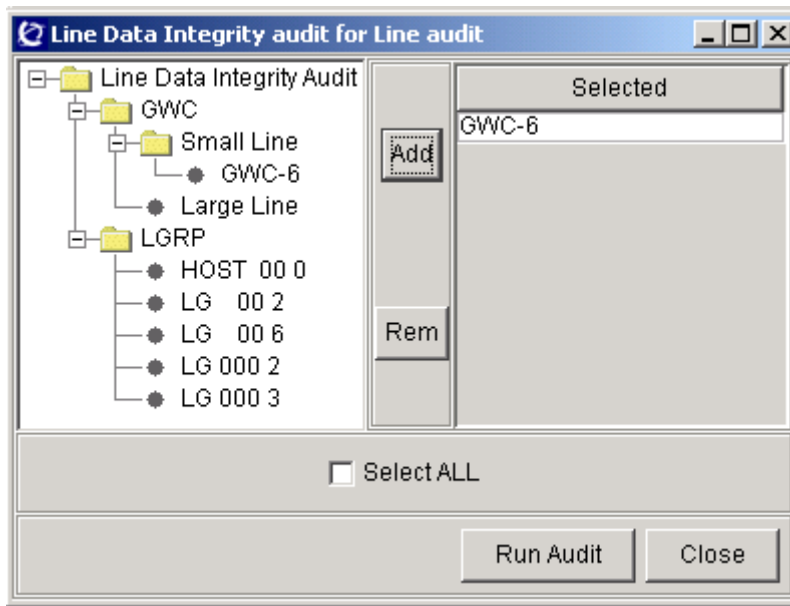 Line Data Integrity audit for Line audit
Line Data Integrity Audit
GWC
Small Line
GWC-6
Large Line
LGRP
HOST 00 0
LG 00 2
LG 00 6
LG 000 2
LG 000 3
Add
Rem
Selected
GWC-6
Select ALL
Run Audit
Close